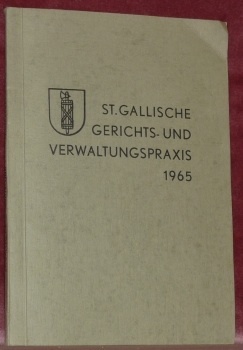 ST. GALLISCHE
GERICHTS- UND
VERWALTUNGSPRAXIS
1965